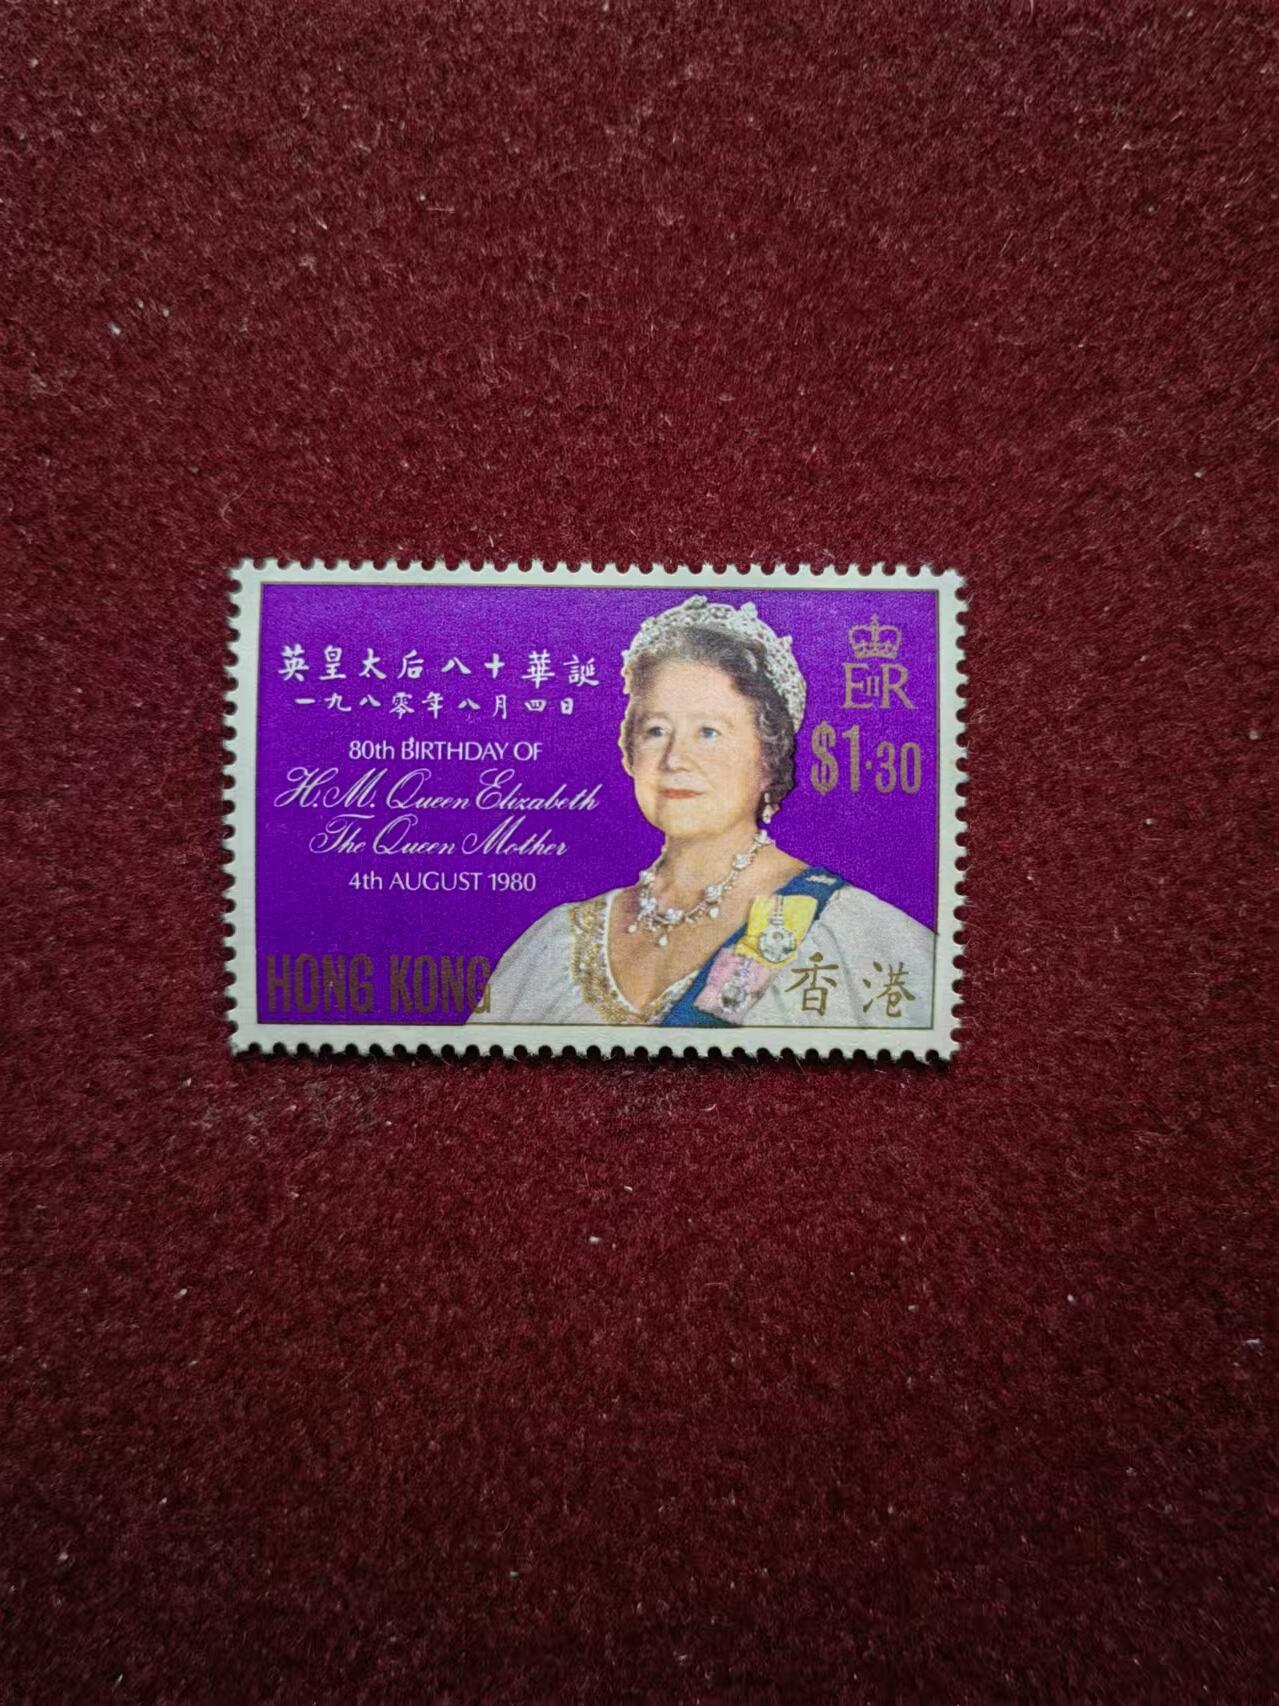 英皇太后八十華誕
一九八零年八月四日
80th BIRTHDAY OF
H.M. Queen Elizabeth
The Queen Mother
4th AUGUST 1980
EIIR
$1·30
HONG KONG
香港